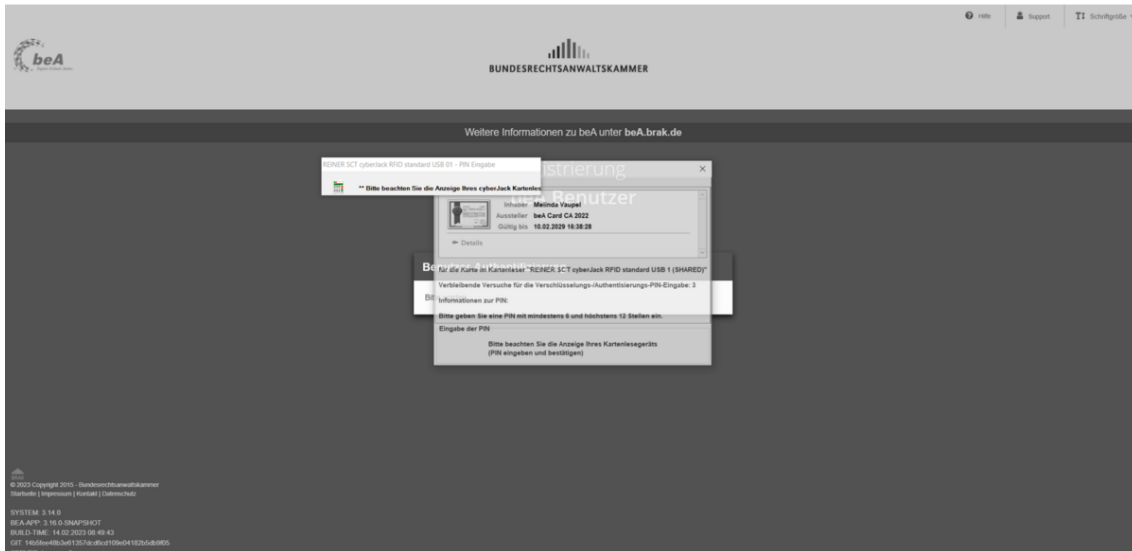 Hilfe
Support
Schriftgröße
beA
BUNDESRECHTSANWALTSKAMMER
Weitere Informationen zu beA unter beA.brak.de
REINER SCT cyberJack RFID standard USB 01 - PIN Eingabe
istrierung
** Bitte beachten Sie die Anzeige Ihres cyberJack Kartenles
beA Benutzer
Inhaber Melinda Vaupel
Aussteller beA Card CA 2022
Gültig bis 10.02.2029 16:38:28
Details
Benutzer-Authentifizierung
für die Karte in Kartenleser "REINER SCT cyberJack RFID standard USB 1 (SHARED)"
Verbleibende Versuche für die Verschlüsselungs-/Authentisierungs-PIN-Eingabe: 3
Informationen zur PIN:
Bitte geben Sie eine PIN mit mindestens 6 und höchstens 12 Stellen ein.
Eingabe der PIN
Bitte beachten Sie die Anzeige Ihres Kartenlesegeräts
(PIN eingeben und bestätigen)
© 2023 Copyright 2015 - Bundesrechtsanwaltskammer
Startseite | Impressum | Kontakt | Datenschutz
SYSTEM: 3.14.0
BEA-APP: 3.16.0-SNAPSHOT
BUILD-TIME: 14.02.2023 08:49:43